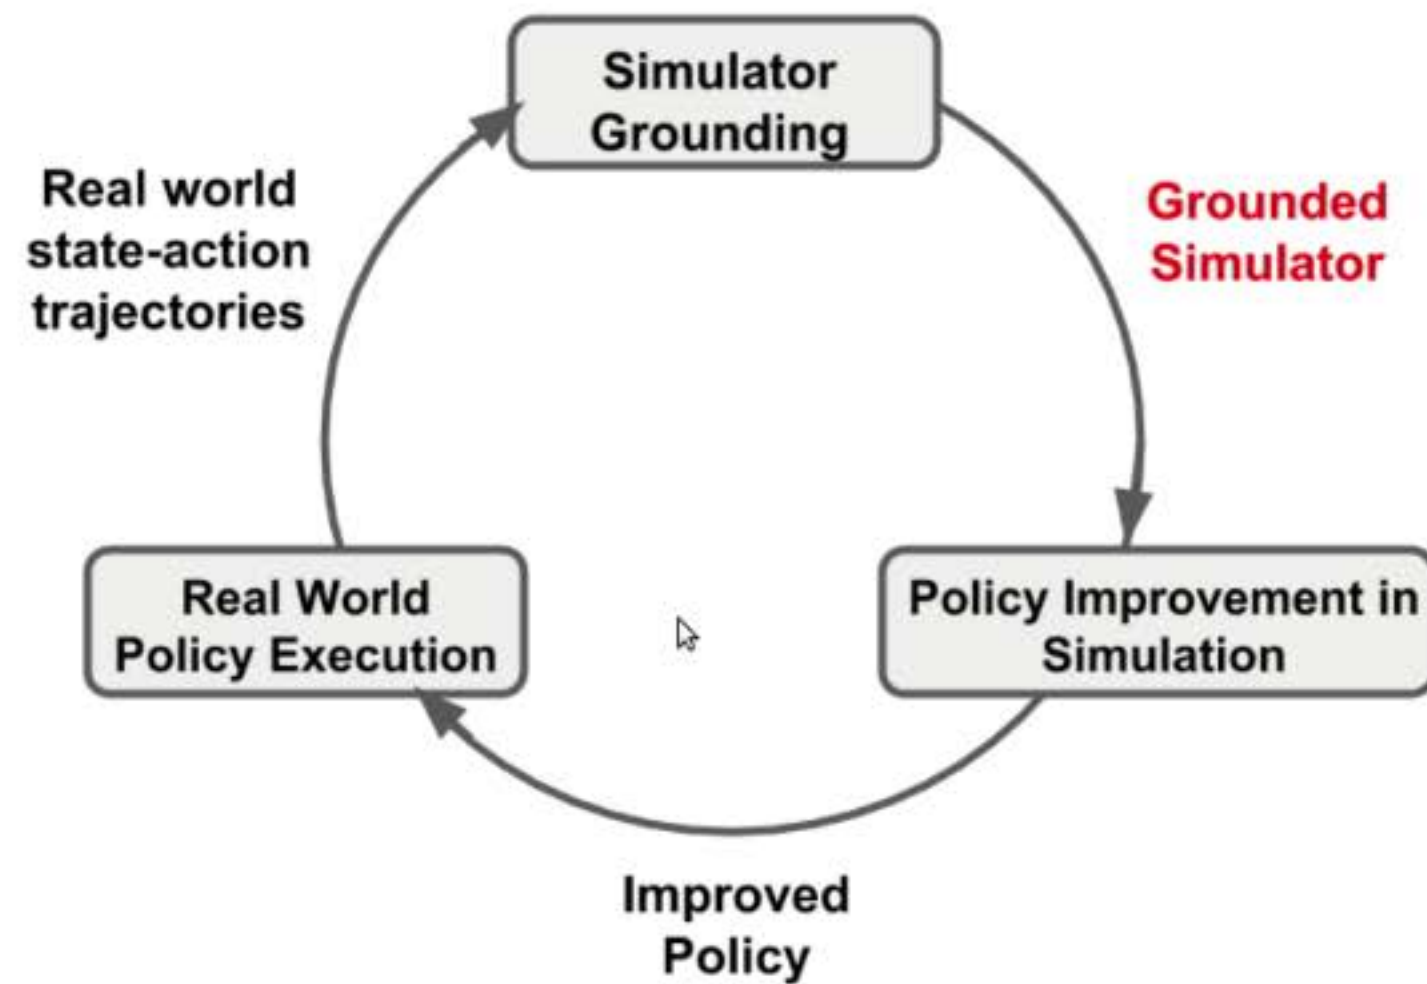 Simulator
Grounding
Real world
state-action
trajectories
Grounded
Simulator
Real World
Policy Execution
Policy Improvement in
Simulation
Improved
Policy